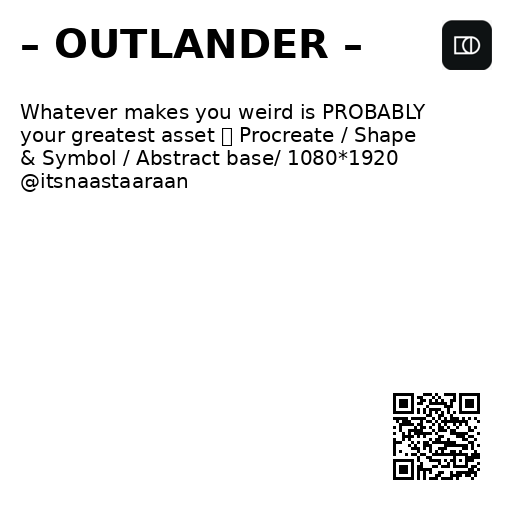 – OUTLANDER –
Whatever makes you weird is PROBABLY
your greatest asset ▯ Procreate / Shape
& Symbol / Abstract base/ 1080*1920
@itsnaastaaraan